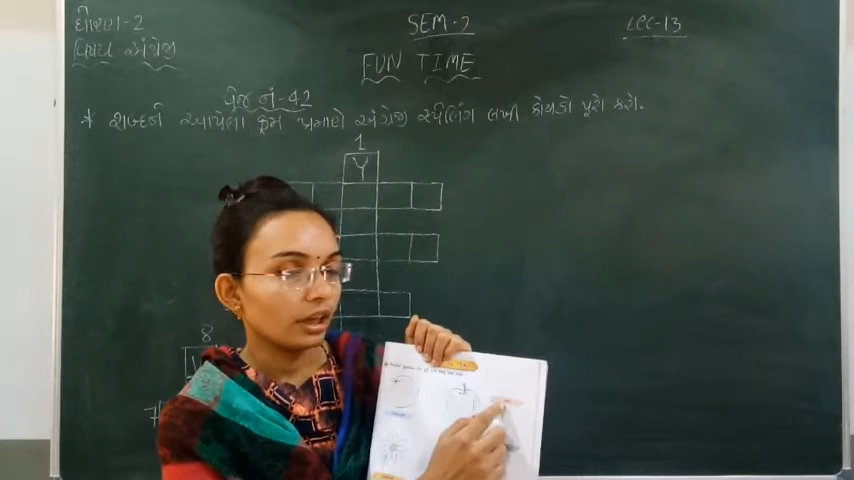 ધોરણ-2 SEM-2 LEC-13
વિષય અંગ્રેજી
FUN TIME
પેજ નં-42
* શબ્દની આપેલા ક્રમ પ્રમાણે અંગ્રેજી સ્પેલિંગ લખી કોયડો પૂરો કરો.
1
Y
8
7